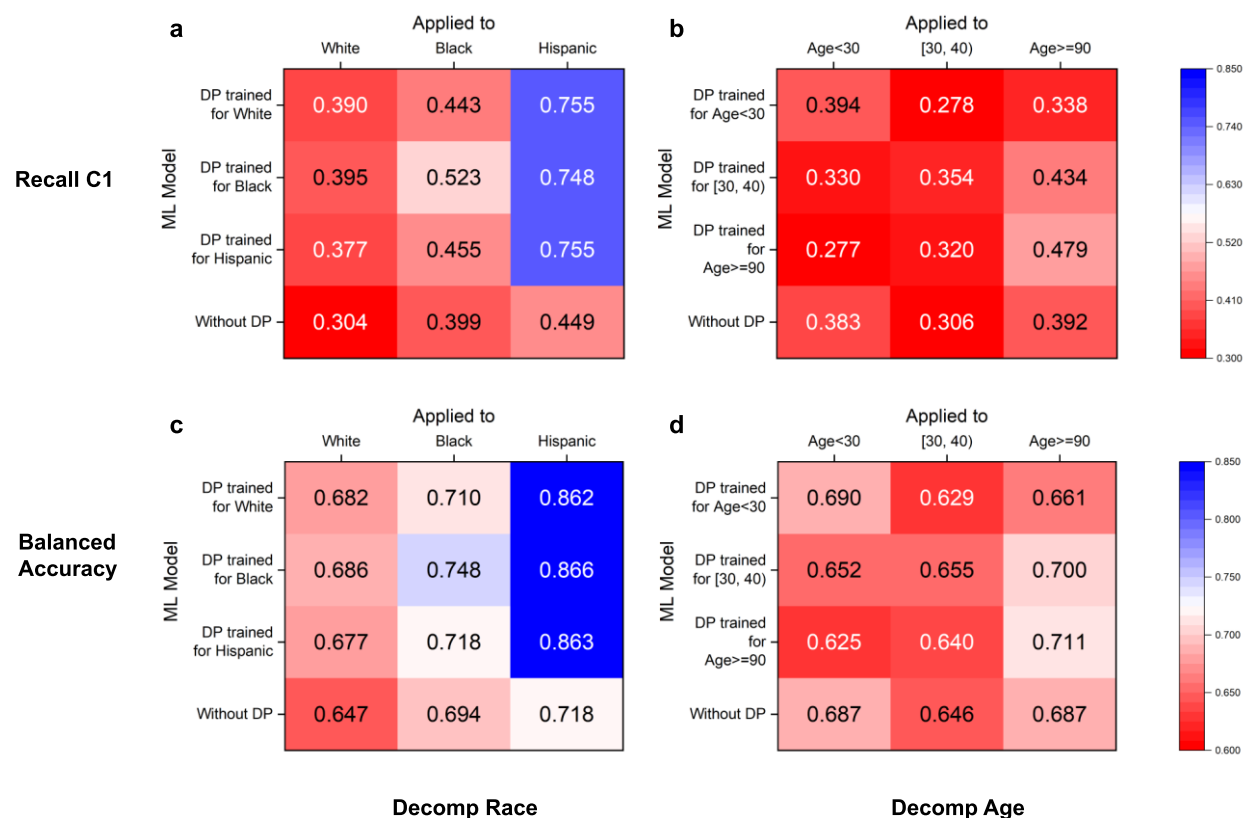 a
Applied to
White Black Hispanic
Recall C1
ML Model
DP trained
for White
0.390 0.443 0.755
DP trained
for Black
0.395 0.523 0.748
DP trained
for Hispanic
0.377 0.455 0.755
Without DP
0.304 0.399 0.449
b
Applied to
Age<30 [30, 40) Age>=90
ML Model
DP trained
for Age<30
0.394 0.278 0.338
DP trained
for [30, 40)
0.330 0.354 0.434
DP trained
for
Age>=90
0.277 0.320 0.479
Without DP
0.383 0.306 0.392
0.850
0.740
0.630
0.520
0.410
0.300
c
Applied to
White Black Hispanic
Balanced
Accuracy
ML Model
DP trained
for White
0.682 0.710 0.862
DP trained
for Black
0.686 0.748 0.866
DP trained
for Hispanic
0.677 0.718 0.863
Without DP
0.647 0.694 0.718
d
Applied to
Age<30 [30, 40) Age>=90
ML Model
DP trained
for Age<30
0.690 0.629 0.661
DP trained
for [30, 40)
0.652 0.655 0.700
DP trained
for
Age>=90
0.625 0.640 0.711
Without DP
0.687 0.646 0.687
0.850
0.800
0.750
0.700
0.650
0.600
Decomp Race
Decomp Age